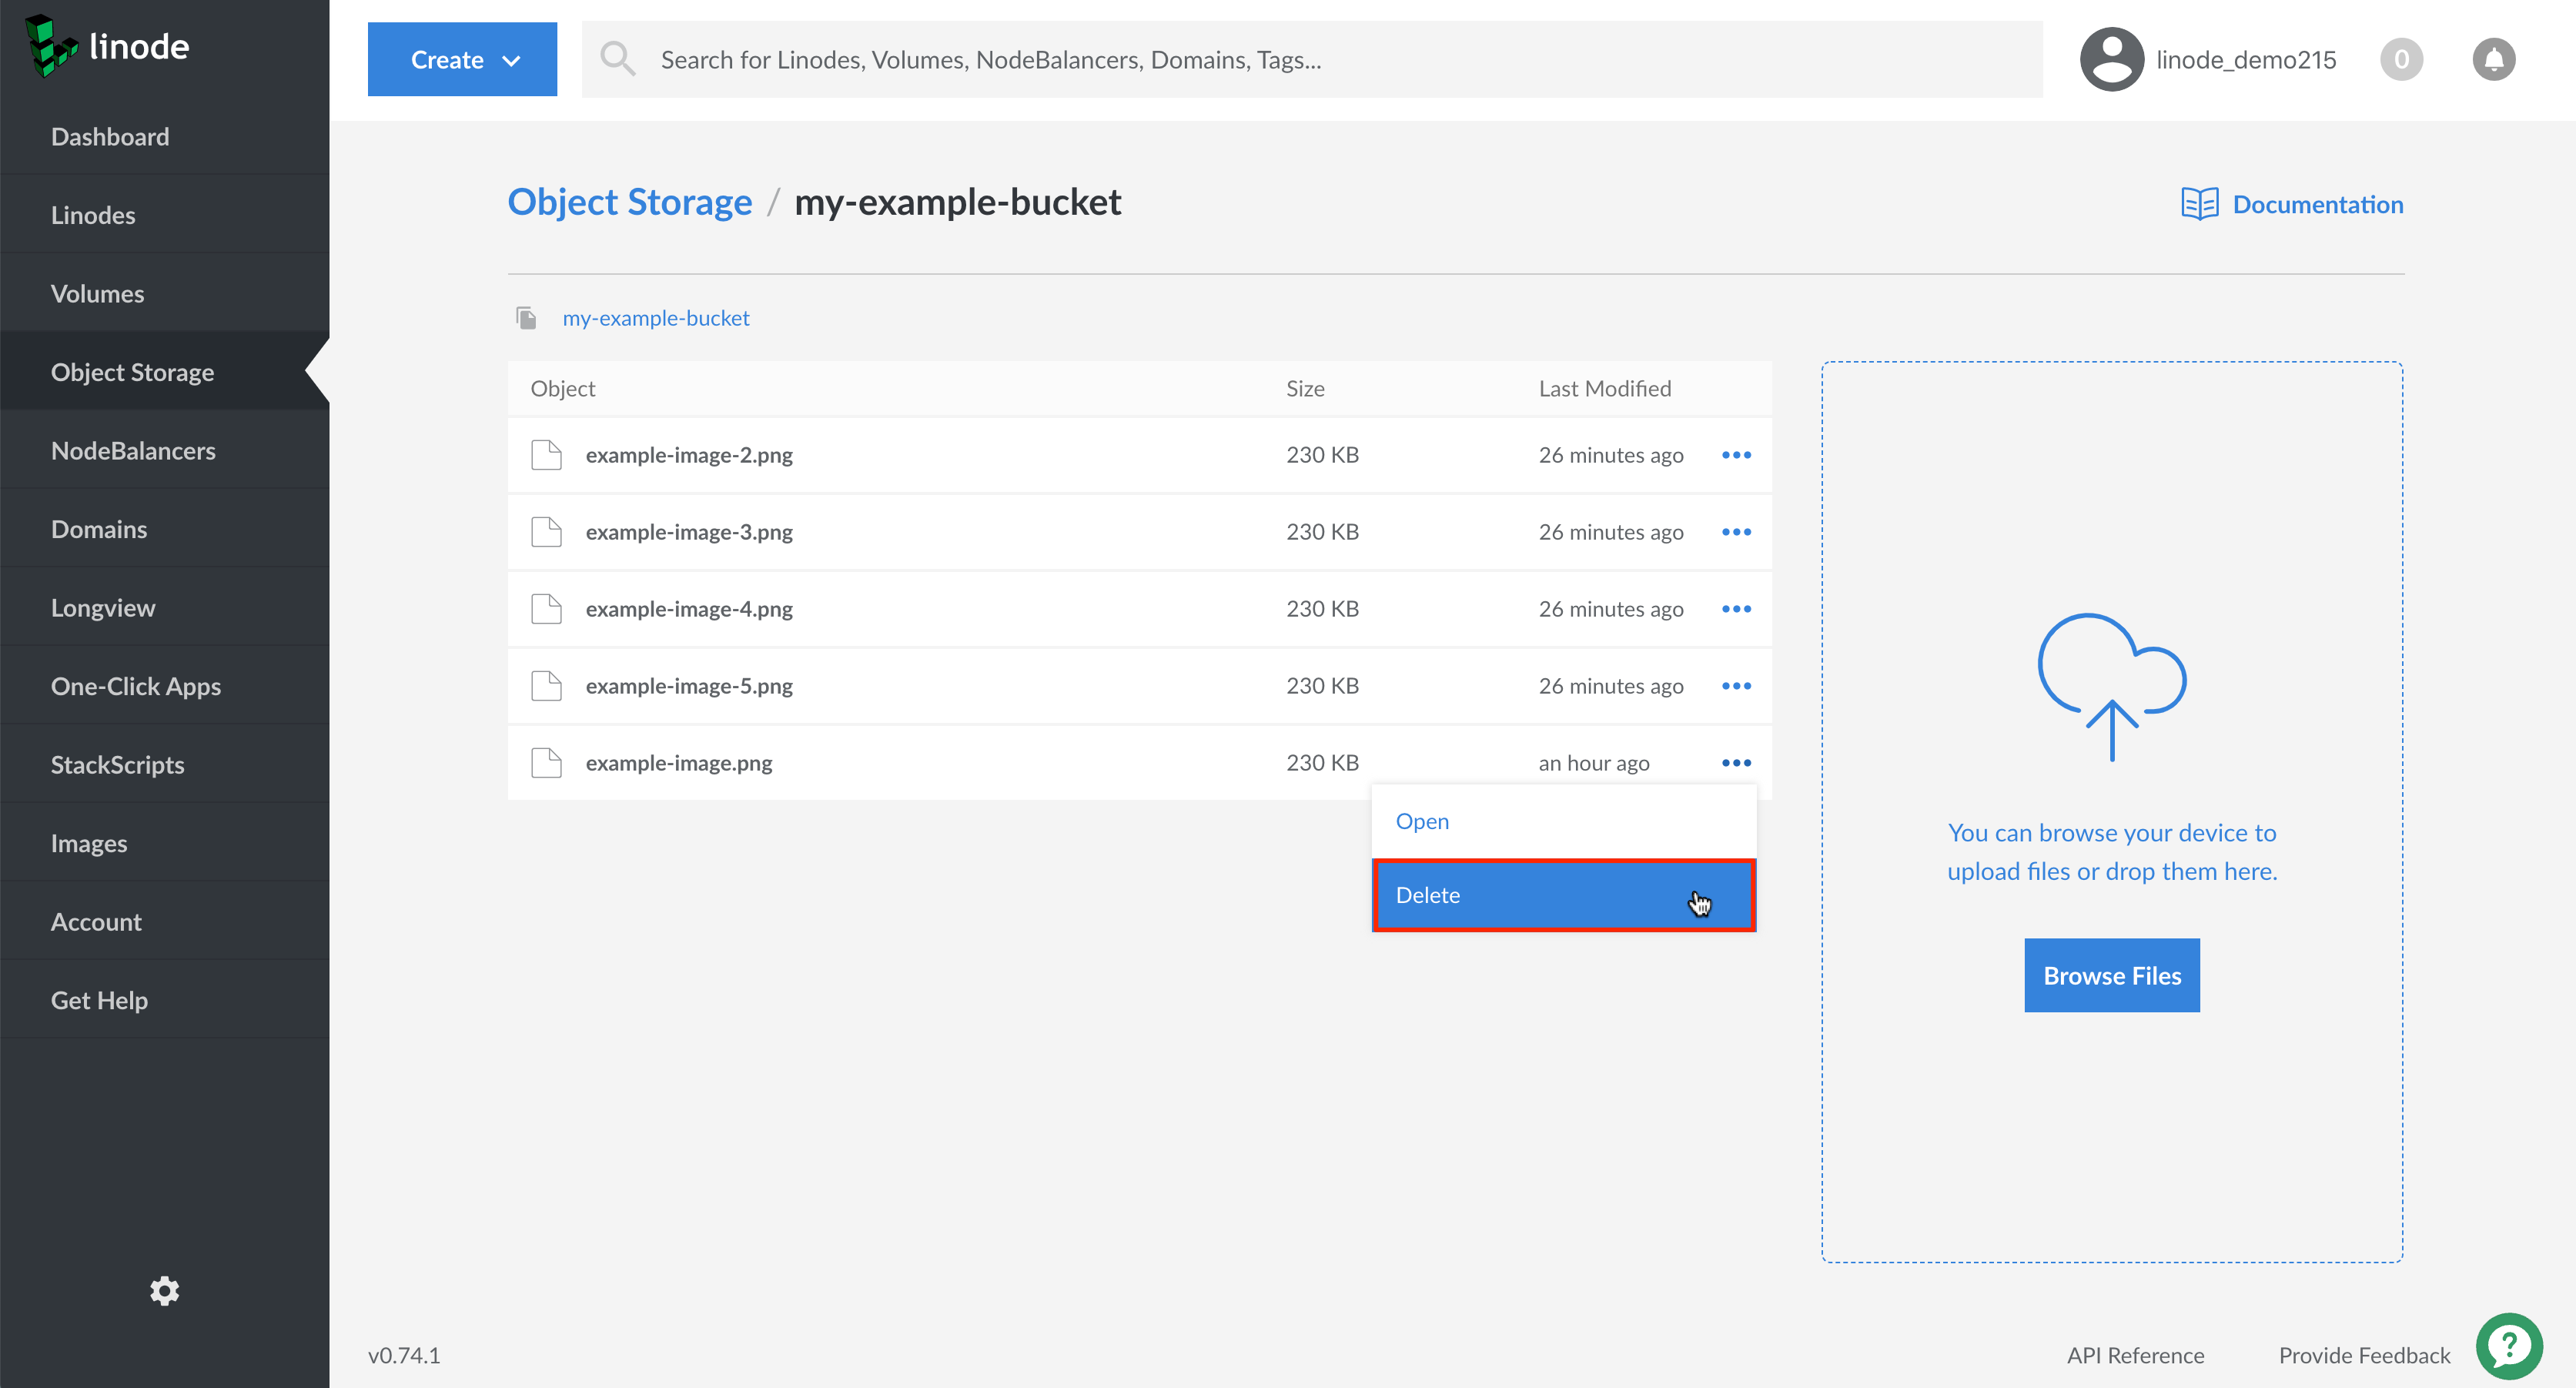 linode
Create
Search for Linodes, Volumes, NodeBalancers, Domains, Tags...
linode_demo215
0
Dashboard
Linodes
Volumes
Object Storage
NodeBalancers
Domains
Longview
One-Click Apps
StackScripts
Images
Account
Get Help
Object Storage / my-example-bucket
Documentation
my-example-bucket
Object Size Last Modified
example-image-2.png 230 KB 26 minutes ago
example-image-3.png 230 KB 26 minutes ago
example-image-4.png 230 KB 26 minutes ago
example-image-5.png 230 KB 26 minutes ago
example-image.png 230 KB an hour ago
Open
Delete
You can browse your device to
upload files or drop them here.
Browse Files
v0.74.1
API Reference
Provide Feedback
?